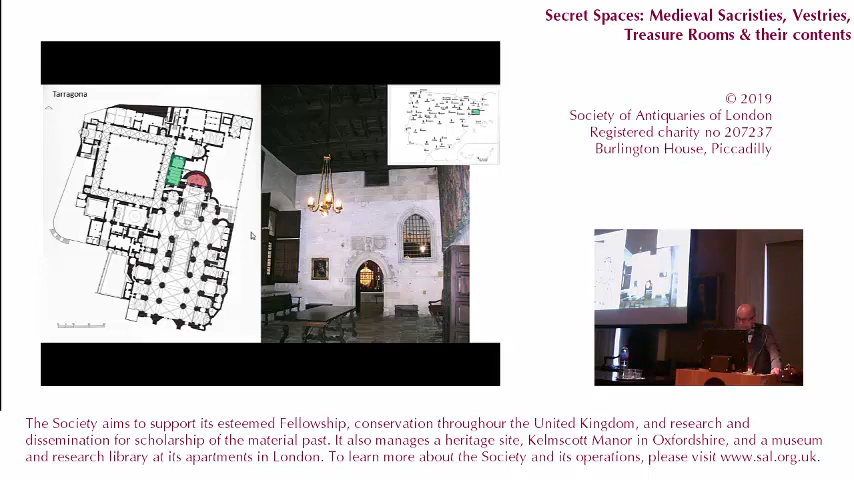 Secret Spaces: Medieval Sacristies, Vestries,
Treasure Rooms & their contents
Tarragona
© 2019
Society of Antiquaries of London
Registered charity no 207237
Burlington House, Piccadilly
The Society aims to support its esteemed Fellowship, conservation throughour the United Kingdom, and research and
dissemination for scholarship of the material past. It also manages a heritage site, Kelmscott Manor in Oxfordshire, and a museum
and research library at its apartments in London. To learn more about the Society and its operations, please visit www.sal.org.uk.